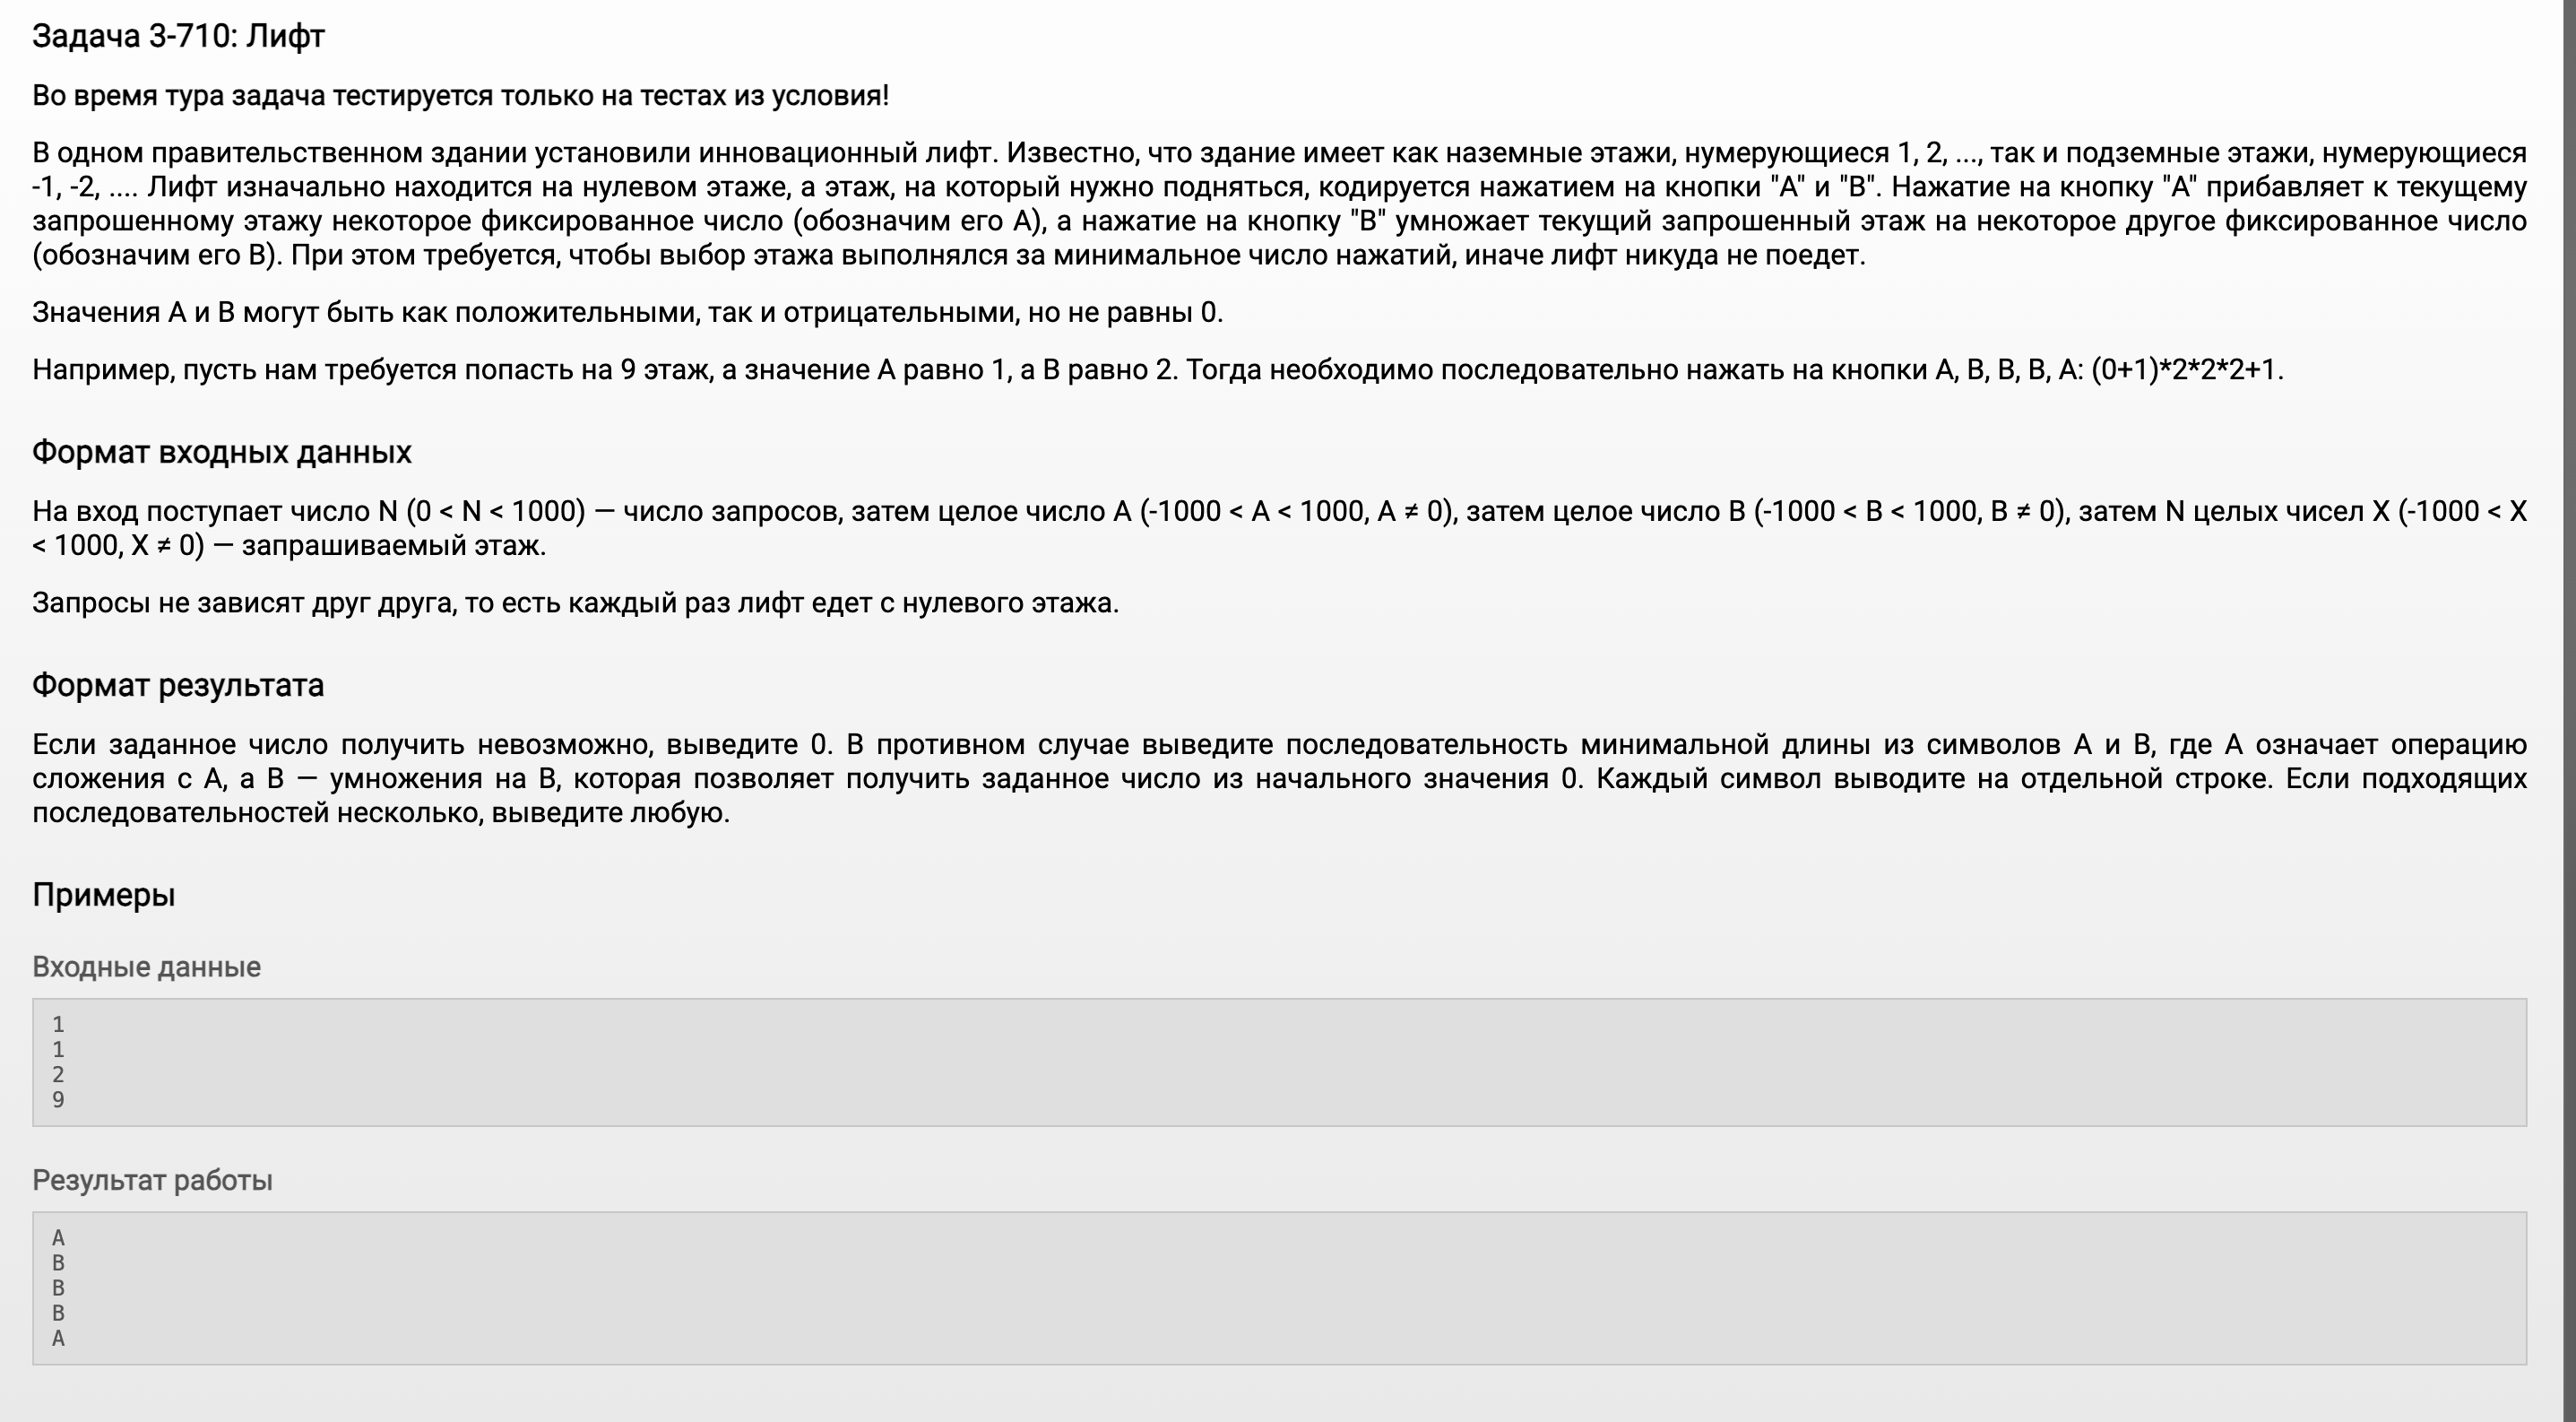 Задача 3-710: Лифт
Во время тура задача тестируется только на тестах из условия!
В одном правительственном здании установили инновационный лифт. Известно, что здание имеет как наземные этажи, нумерующиеся 1, 2, ..., так и подземные этажи, нумерующиеся
-1, -2, .... Лифт изначально находится на нулевом этаже, а этаж, на который нужно подняться, кодируется нажатием на кнопки "A" и "B". Нажатие на кнопку "A" прибавляет к текущему
запрошенному этажу некоторое фиксированное число (обозначим его A), а нажатие на кнопку "B" умножает текущий запрошенный этаж на некоторое другое фиксированное число
(обозначим его B). При этом требуется, чтобы выбор этажа выполнялся за минимальное число нажатий, иначе лифт никуда не поедет.
Значения A и B могут быть как положительными, так и отрицательными, но не равны 0.
Например, пусть нам требуется попасть на 9 этаж, а значение A равно 1, а B равно 2. Тогда необходимо последовательно нажать на кнопки A, B, B, B, A: (0+1)*2*2*2+1.
Формат входных данных
На вход поступает число N (0 < N < 1000) — число запросов, затем целое число A (-1000 < A < 1000, A ≠ 0), затем целое число B (-1000 < B < 1000, B ≠ 0), затем N целых чисел X (-1000 < X
< 1000, X ≠ 0) — запрашиваемый этаж.
Запросы не зависят друг друга, то есть каждый раз лифт едет с нулевого этажа.
Формат результата
Если заданное число получить невозможно, выведите 0. В противном случае выведите последовательность минимальной длины из символов A и B, где A означает операцию
сложения с A, а B — умножения на B, которая позволяет получить заданное число из начального значения 0. Каждый символ выводите на отдельной строке. Если подходящих
последовательностей несколько, выведите любую.
Примеры
Входные данные
1
1
2
9
Результат работы
A
B
B
B
A